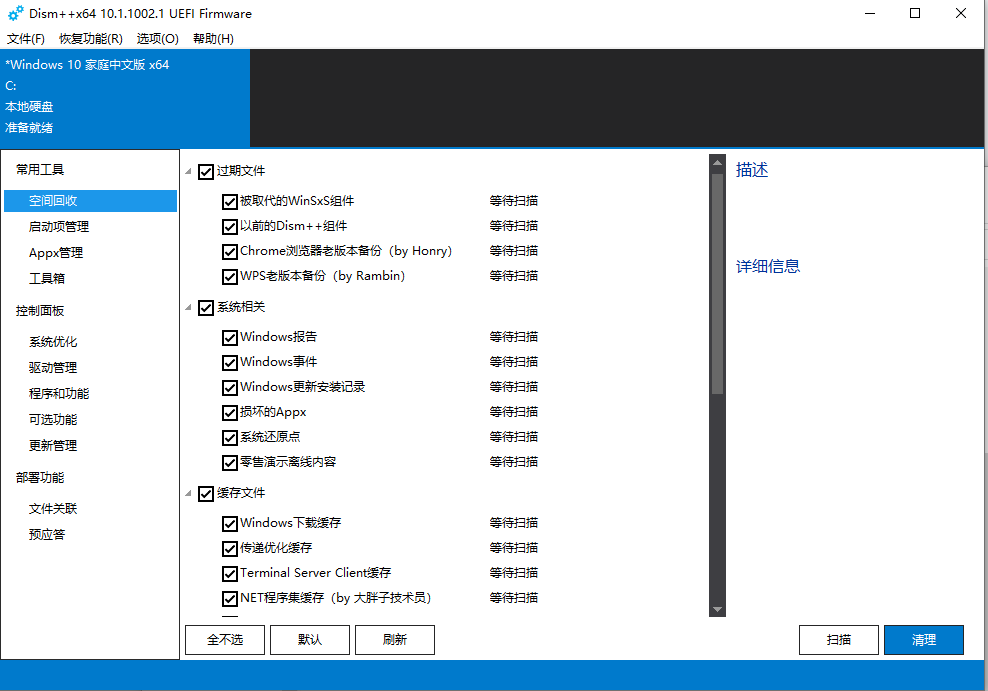 Dism++x64 10.1.1002.1 UEFI Firmware
文件(F) 恢复功能(R) 选项(O) 帮助(H)
*Windows 10 家庭中文版 x64
C:
本地硬盘
准备就绪
常用工具
空间回收
启动项管理
Appx管理
工具箱
控制面板
系统优化
驱动管理
程序和功能
可选功能
更新管理
部署功能
文件关联
预应答
过期文件
被取代的WinSxS组件 等待扫描
以前的Dism++组件 等待扫描
Chrome浏览器老版本备份（by Honry） 等待扫描
WPS老版本备份（by Rambin） 等待扫描
系统相关
Windows报告 等待扫描
Windows事件 等待扫描
Windows更新安装记录 等待扫描
损坏的Appx 等待扫描
系统还原点 等待扫描
零售演示离线内容 等待扫描
缓存文件
Windows下载缓存 等待扫描
传递优化缓存 等待扫描
Terminal Server Client缓存 等待扫描
NET程序集缓存（by 大胖子技术员） 等待扫描
描述
详细信息
全不选 默认 刷新 扫描 清理